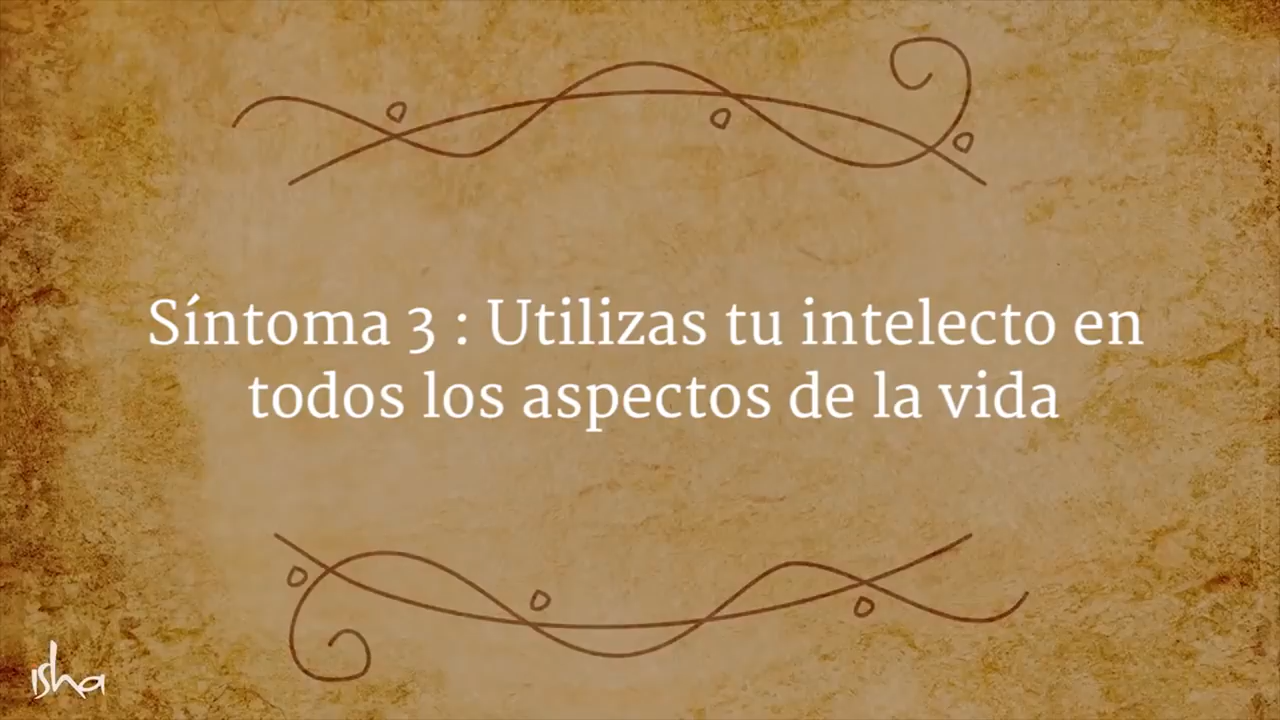 Síntoma 3 : Utilizas tu intelecto en
todos los aspectos de la vida
isha